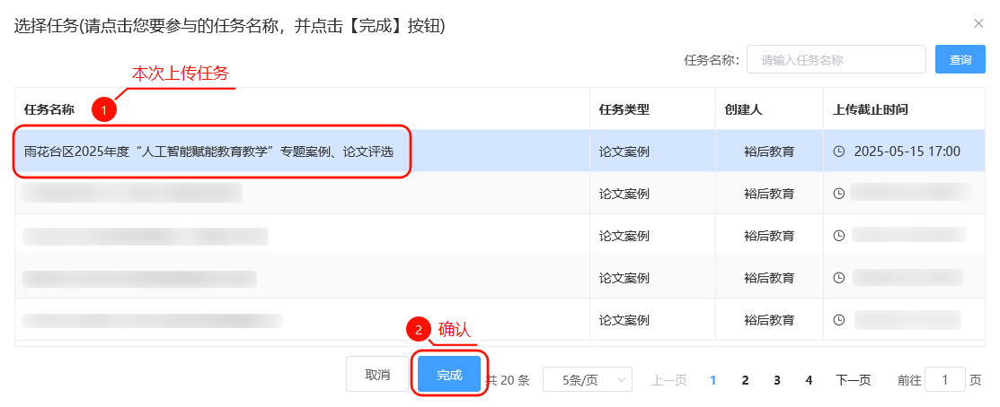 选择任务(请点击您要参与的任务名称，并点击【完成】按钮)
任务名称： 请输入任务名称 查询
本次上传任务
1
任务名称 任务类型 创建人 上传截止时间
雨花台区2025年度“人工智能赋能教育教学”专题案例、论文评选 论文案例 裕后教育 2025-05-15 17:00
论文案例 裕后教育
论文案例 裕后教育
论文案例 裕后教育
论文案例 裕后教育
2 确认
取消 完成 共 20 条 5条/页 上一页 1 2 3 4 下一页 前往 1 页